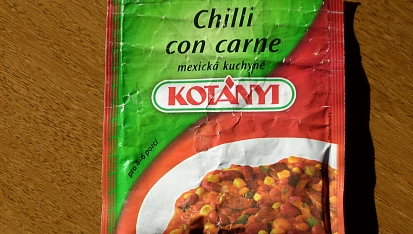 Chilli
con carne
mexická kuchyně
KOTÁNYI
pro 4-6 porcí